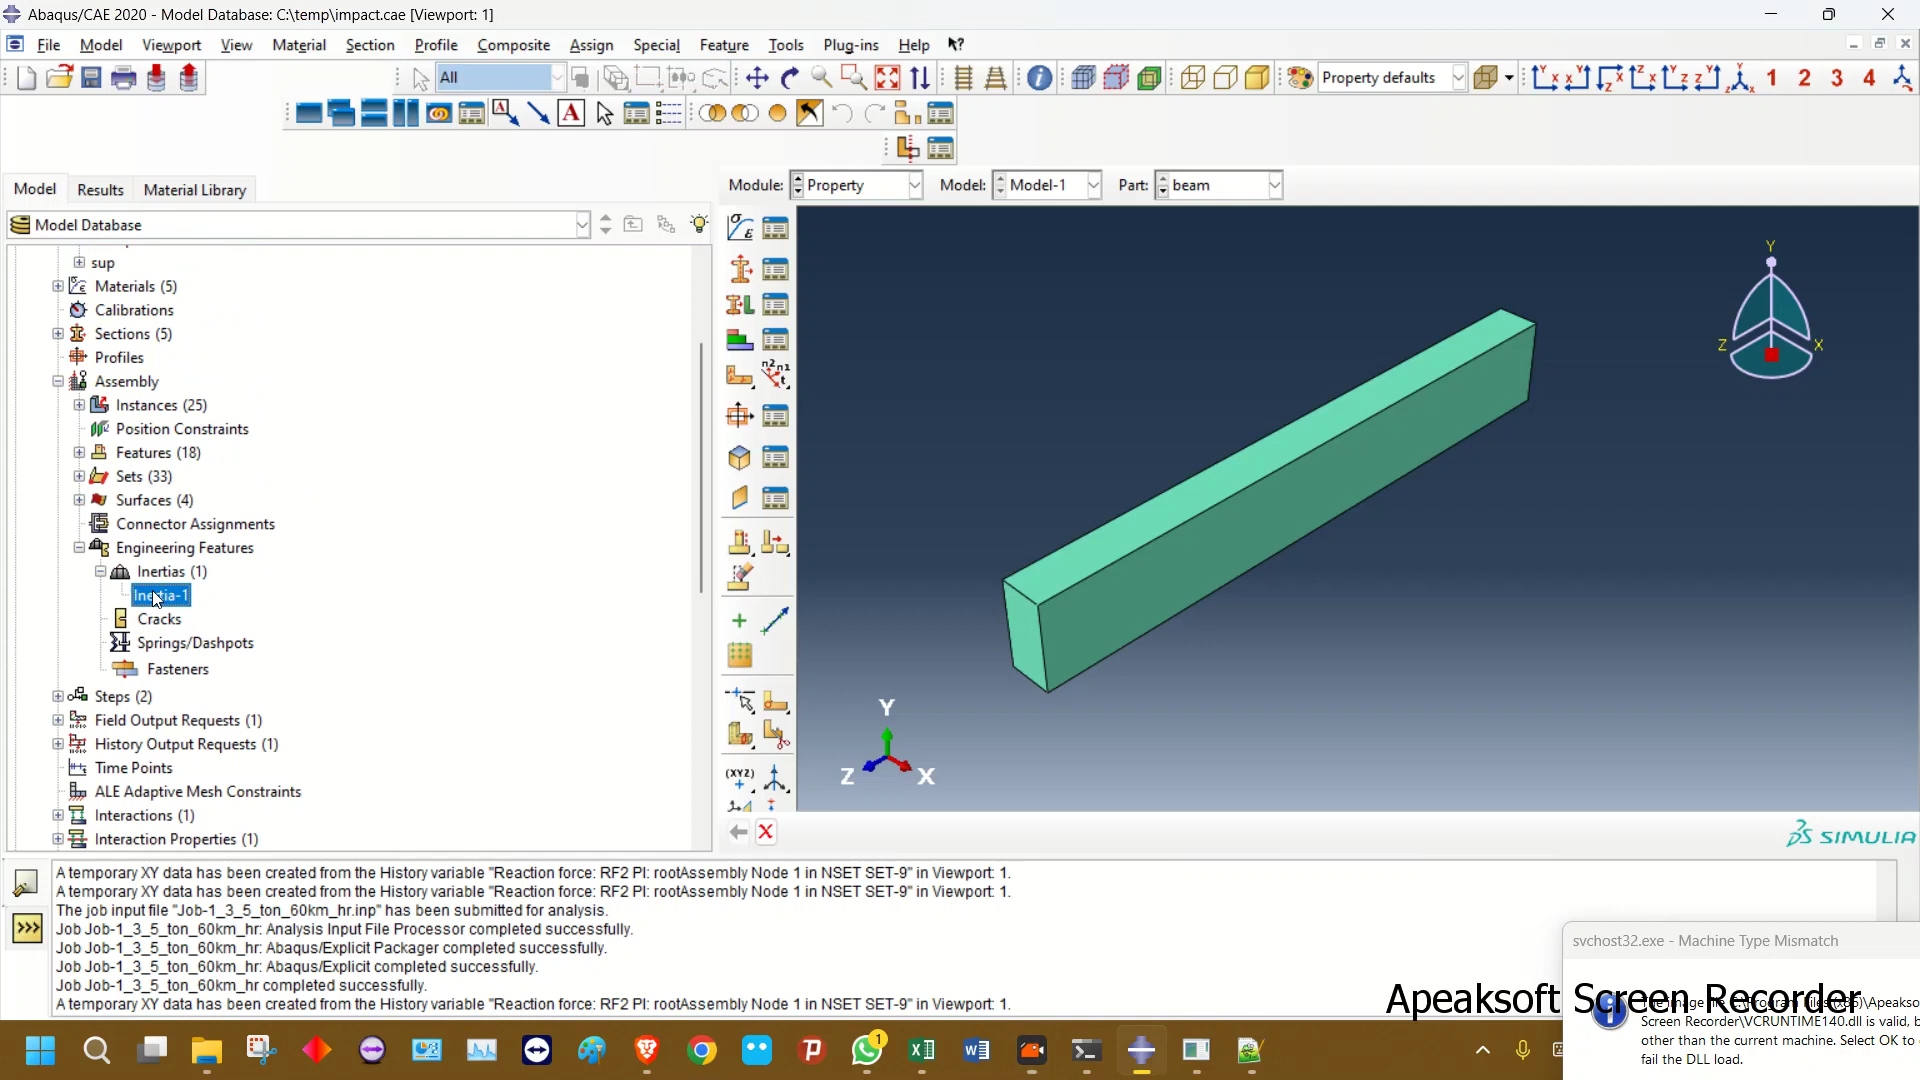 Abaqus/CAE 2020 - Model Database: C:\temp\impact.cae [Viewport: 1]
File Model Viewport View Material Section Profile Composite Assign Special Feature Tools Plug-ins Help
All
Property defaults
1 2 3 4
Model Results Material Library
Module: Property Model: Model-1 Part: beam
Model Database
sup
Materials (5)
Calibrations
Sections (5)
Profiles
Assembly
Instances (25)
Position Constraints
Features (18)
Sets (33)
Surfaces (4)
Connector Assignments
Engineering Features
Inertias (1)
Inertia-1
Cracks
Springs/Dashpots
Fasteners
Steps (2)
Field Output Requests (1)
History Output Requests (1)
Time Points
ALE Adaptive Mesh Constraints
Interactions (1)
Interaction Properties (1)
Y
Z X
Y
Z X
SIMULIA
A temporary XY data has been created from the History variable "Reaction force: RF2 PI: rootAssembly Node 1 in NSET SET-9" in Viewport: 1.
A temporary XY data has been created from the History variable "Reaction force: RF2 PI: rootAssembly Node 1 in NSET SET-9" in Viewport: 1.
The job input file "Job-1_3_5_ton_60km_hr.inp" has been submitted for analysis.
Job Job-1_3_5_ton_60km_hr: Analysis Input File Processor completed successfully.
Job Job-1_3_5_ton_60km_hr: Abaqus/Explicit Packager completed successfully.
Job Job-1_3_5_ton_60km_hr: Abaqus/Explicit completed successfully.
Job Job-1_3_5_ton_60km_hr completed successfully.
A temporary XY data has been created from the History variable "Reaction force: RF2 PI: rootAssembly Node 1 in NSET SET-9" in Viewport: 1.
svchost32.exe - Machine Type Mismatch
Apeaksoft Screen Recorder
Screen Recorder\VCRUNTIME140.dll is valid, b
other than the current machine. Select OK to
fail the DLL load.
1